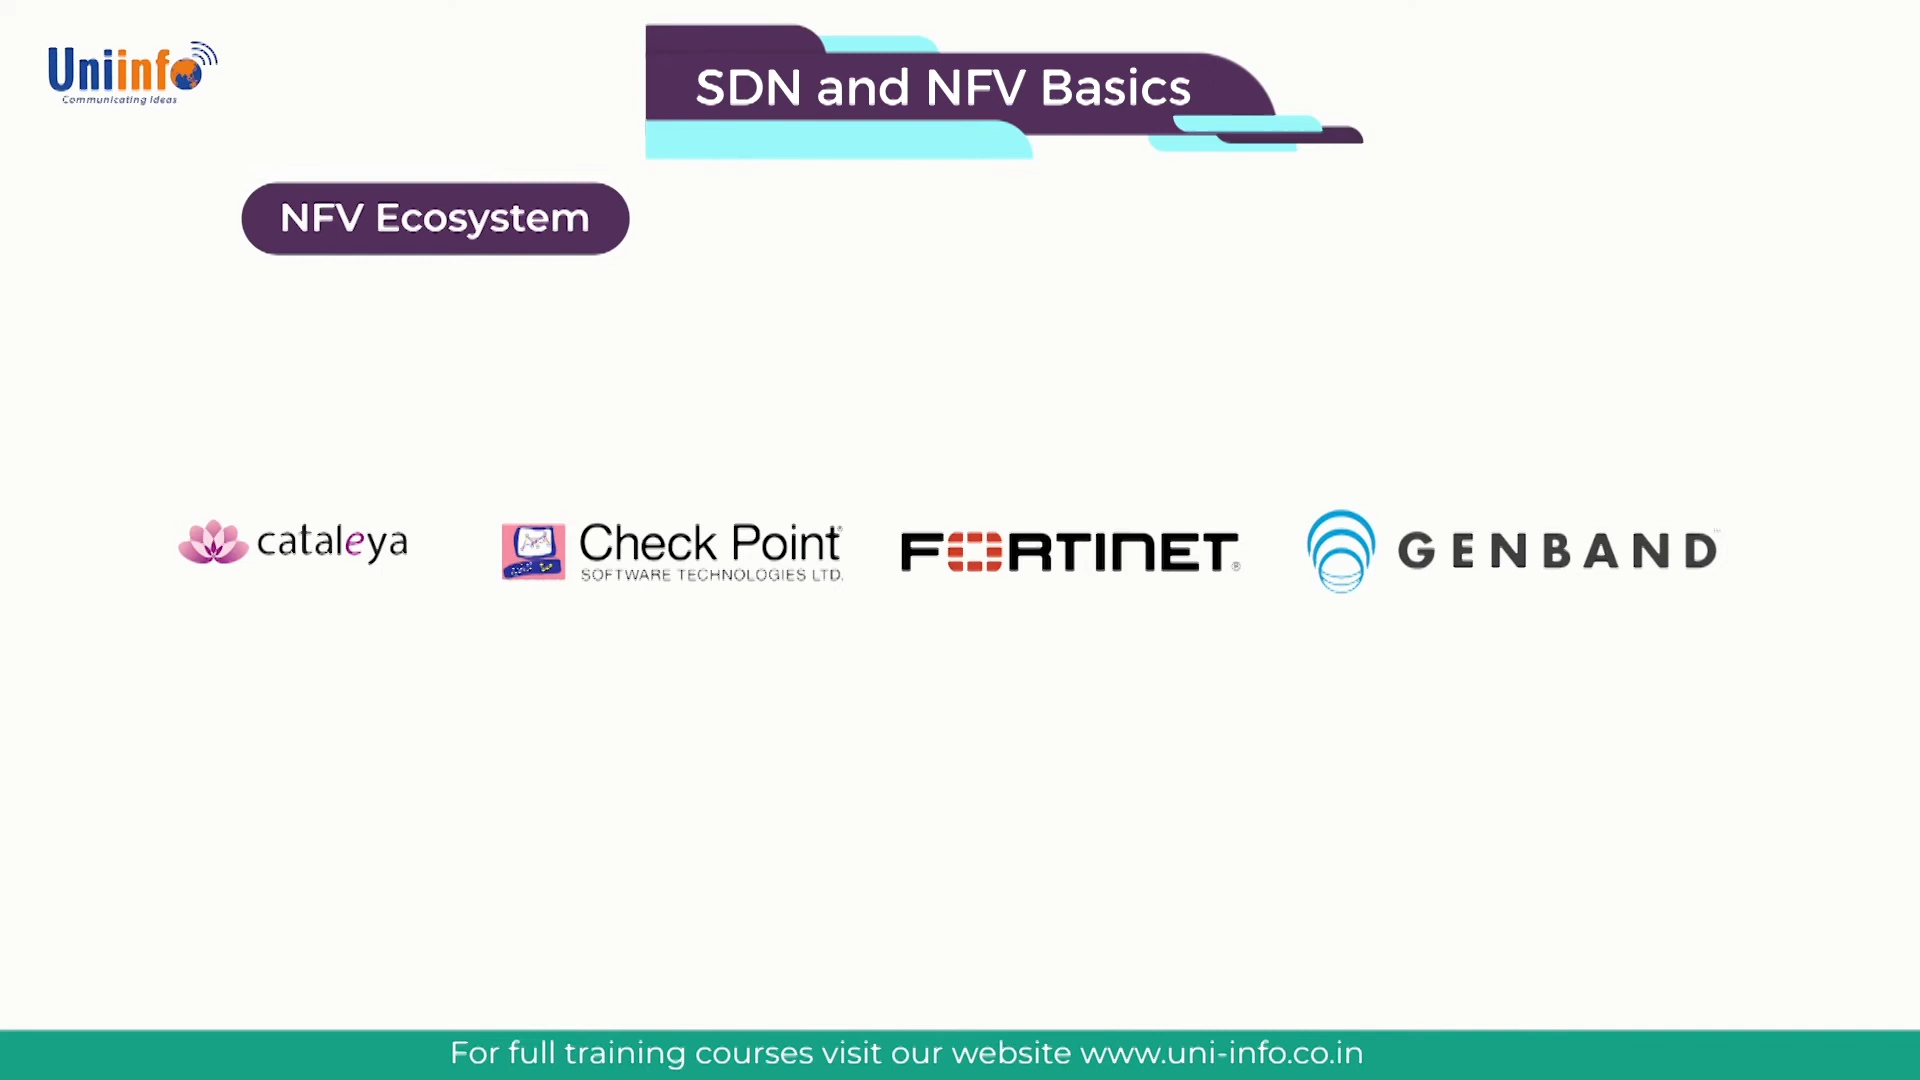 Uniinfo
Communicating Ideas
SDN and NFV Basics
NFV Ecosystem
cataleya
Check Point®
SOFTWARE TECHNOLOGIES LTD.
FORTINET®
GENBAND
For full training courses visit our website www.uni-info.co.in